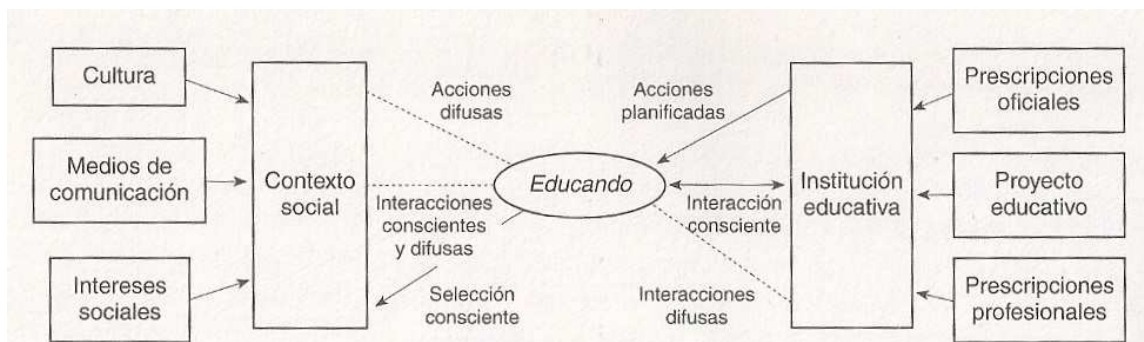 Cultura
Medios de
comunicación
Intereses
sociales
Contexto
social
Acciones
difusas
Interacciones
conscientes
y difusas
Selección
consciente
Educando
Acciones
planificadas
Interacción
consciente
Interacciones
difusas
Institución
educativa
Prescripciones
oficiales
Proyecto
educativo
Prescripciones
profesionales